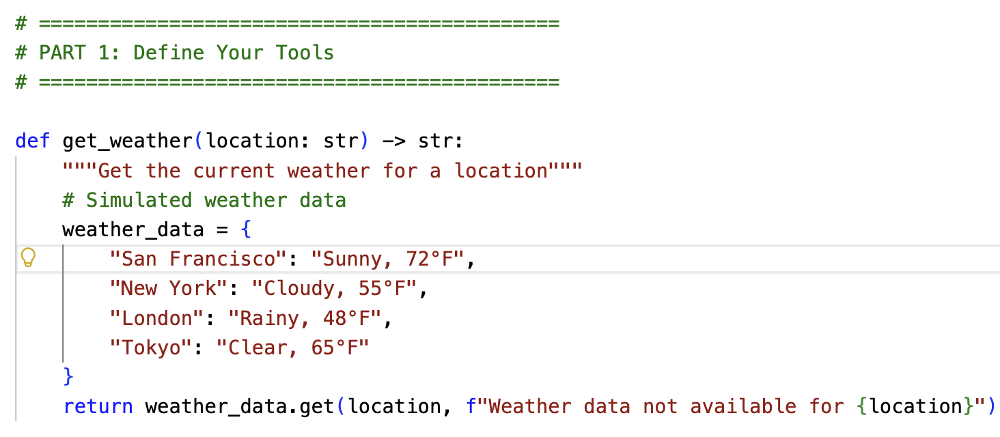 # ============================================
# PART 1: Define Your Tools
# ============================================
def get_weather(location: str) -> str:
    """Get the current weather for a location"""
    # Simulated weather data
    weather_data = {
        "San Francisco": "Sunny, 72°F",
        "New York": "Cloudy, 55°F",
        "London": "Rainy, 48°F",
        "Tokyo": "Clear, 65°F"
    }
    return weather_data.get(location, f"Weather data not available for {location}")